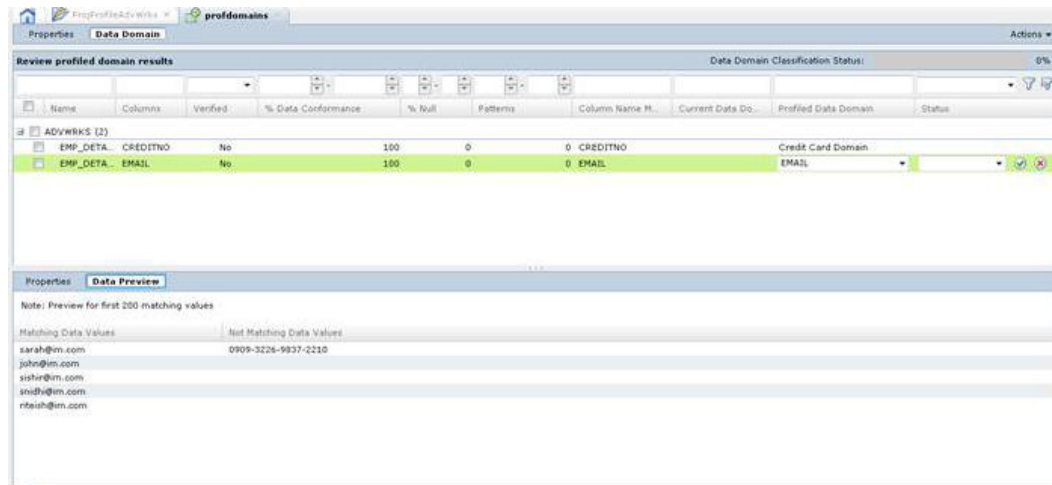 ProjProfileAdvWrks × profdomains
Properties Data Domain Actions
Review profiled domain results Data Domain Classification Status: 0%
Name Columns Verified % Data Conformance % Null Patterns Column Name M... Current Data Do... Profiled Data Domain Status
ADVWRKS (2)
EMP_DETA... CREDITNO No 100 0 0 CREDITNO Credit Card Domain
EMP_DETA... EMAIL No 100 0 0 EMAIL EMAIL
Properties Data Preview
Note: Preview for first 200 matching values
Matching Data Values Not Matching Data Values
sarah@im.com 0909-3226-9837-2210
john@im.com
sishir@im.com
snidhi@im.com
riteish@im.com